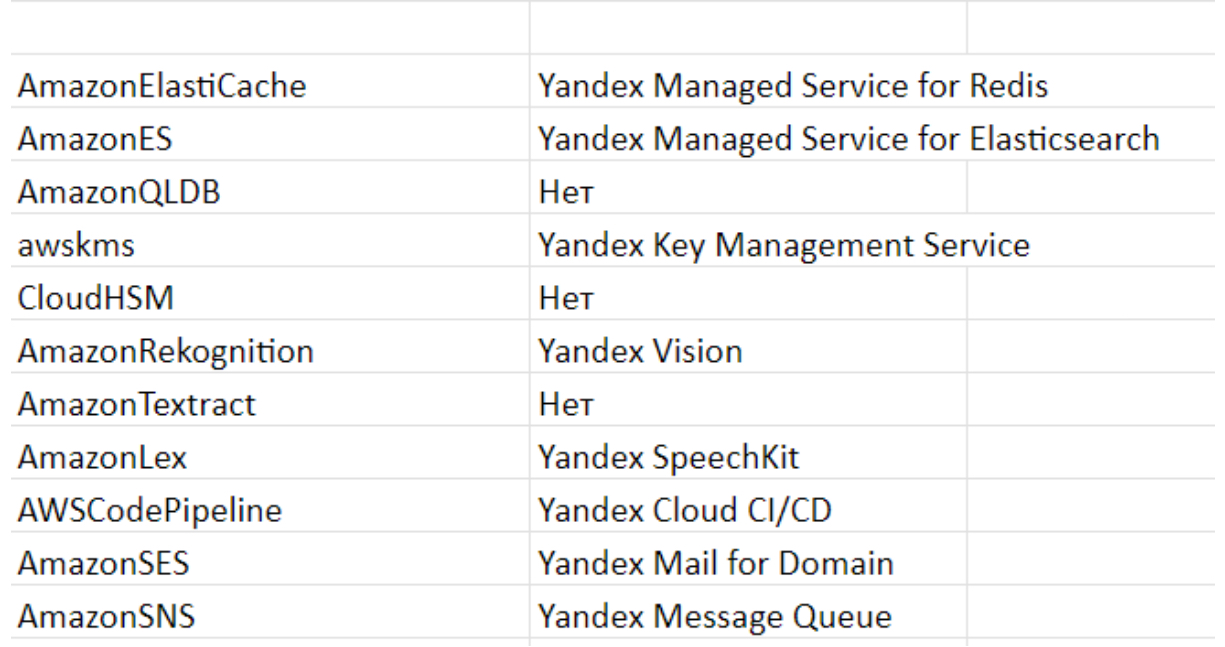 AmazonElastiCache Yandex Managed Service for Redis
AmazonES Yandex Managed Service for Elasticsearch
AmazonQLDB Нет
awskms Yandex Key Management Service
CloudHSM Нет
AmazonRekognition Yandex Vision
AmazonTextract Нет
AmazonLex Yandex SpeechKit
AWSCodePipeline Yandex Cloud CI/CD
AmazonSES Yandex Mail for Domain
AmazonSNS Yandex Message Queue